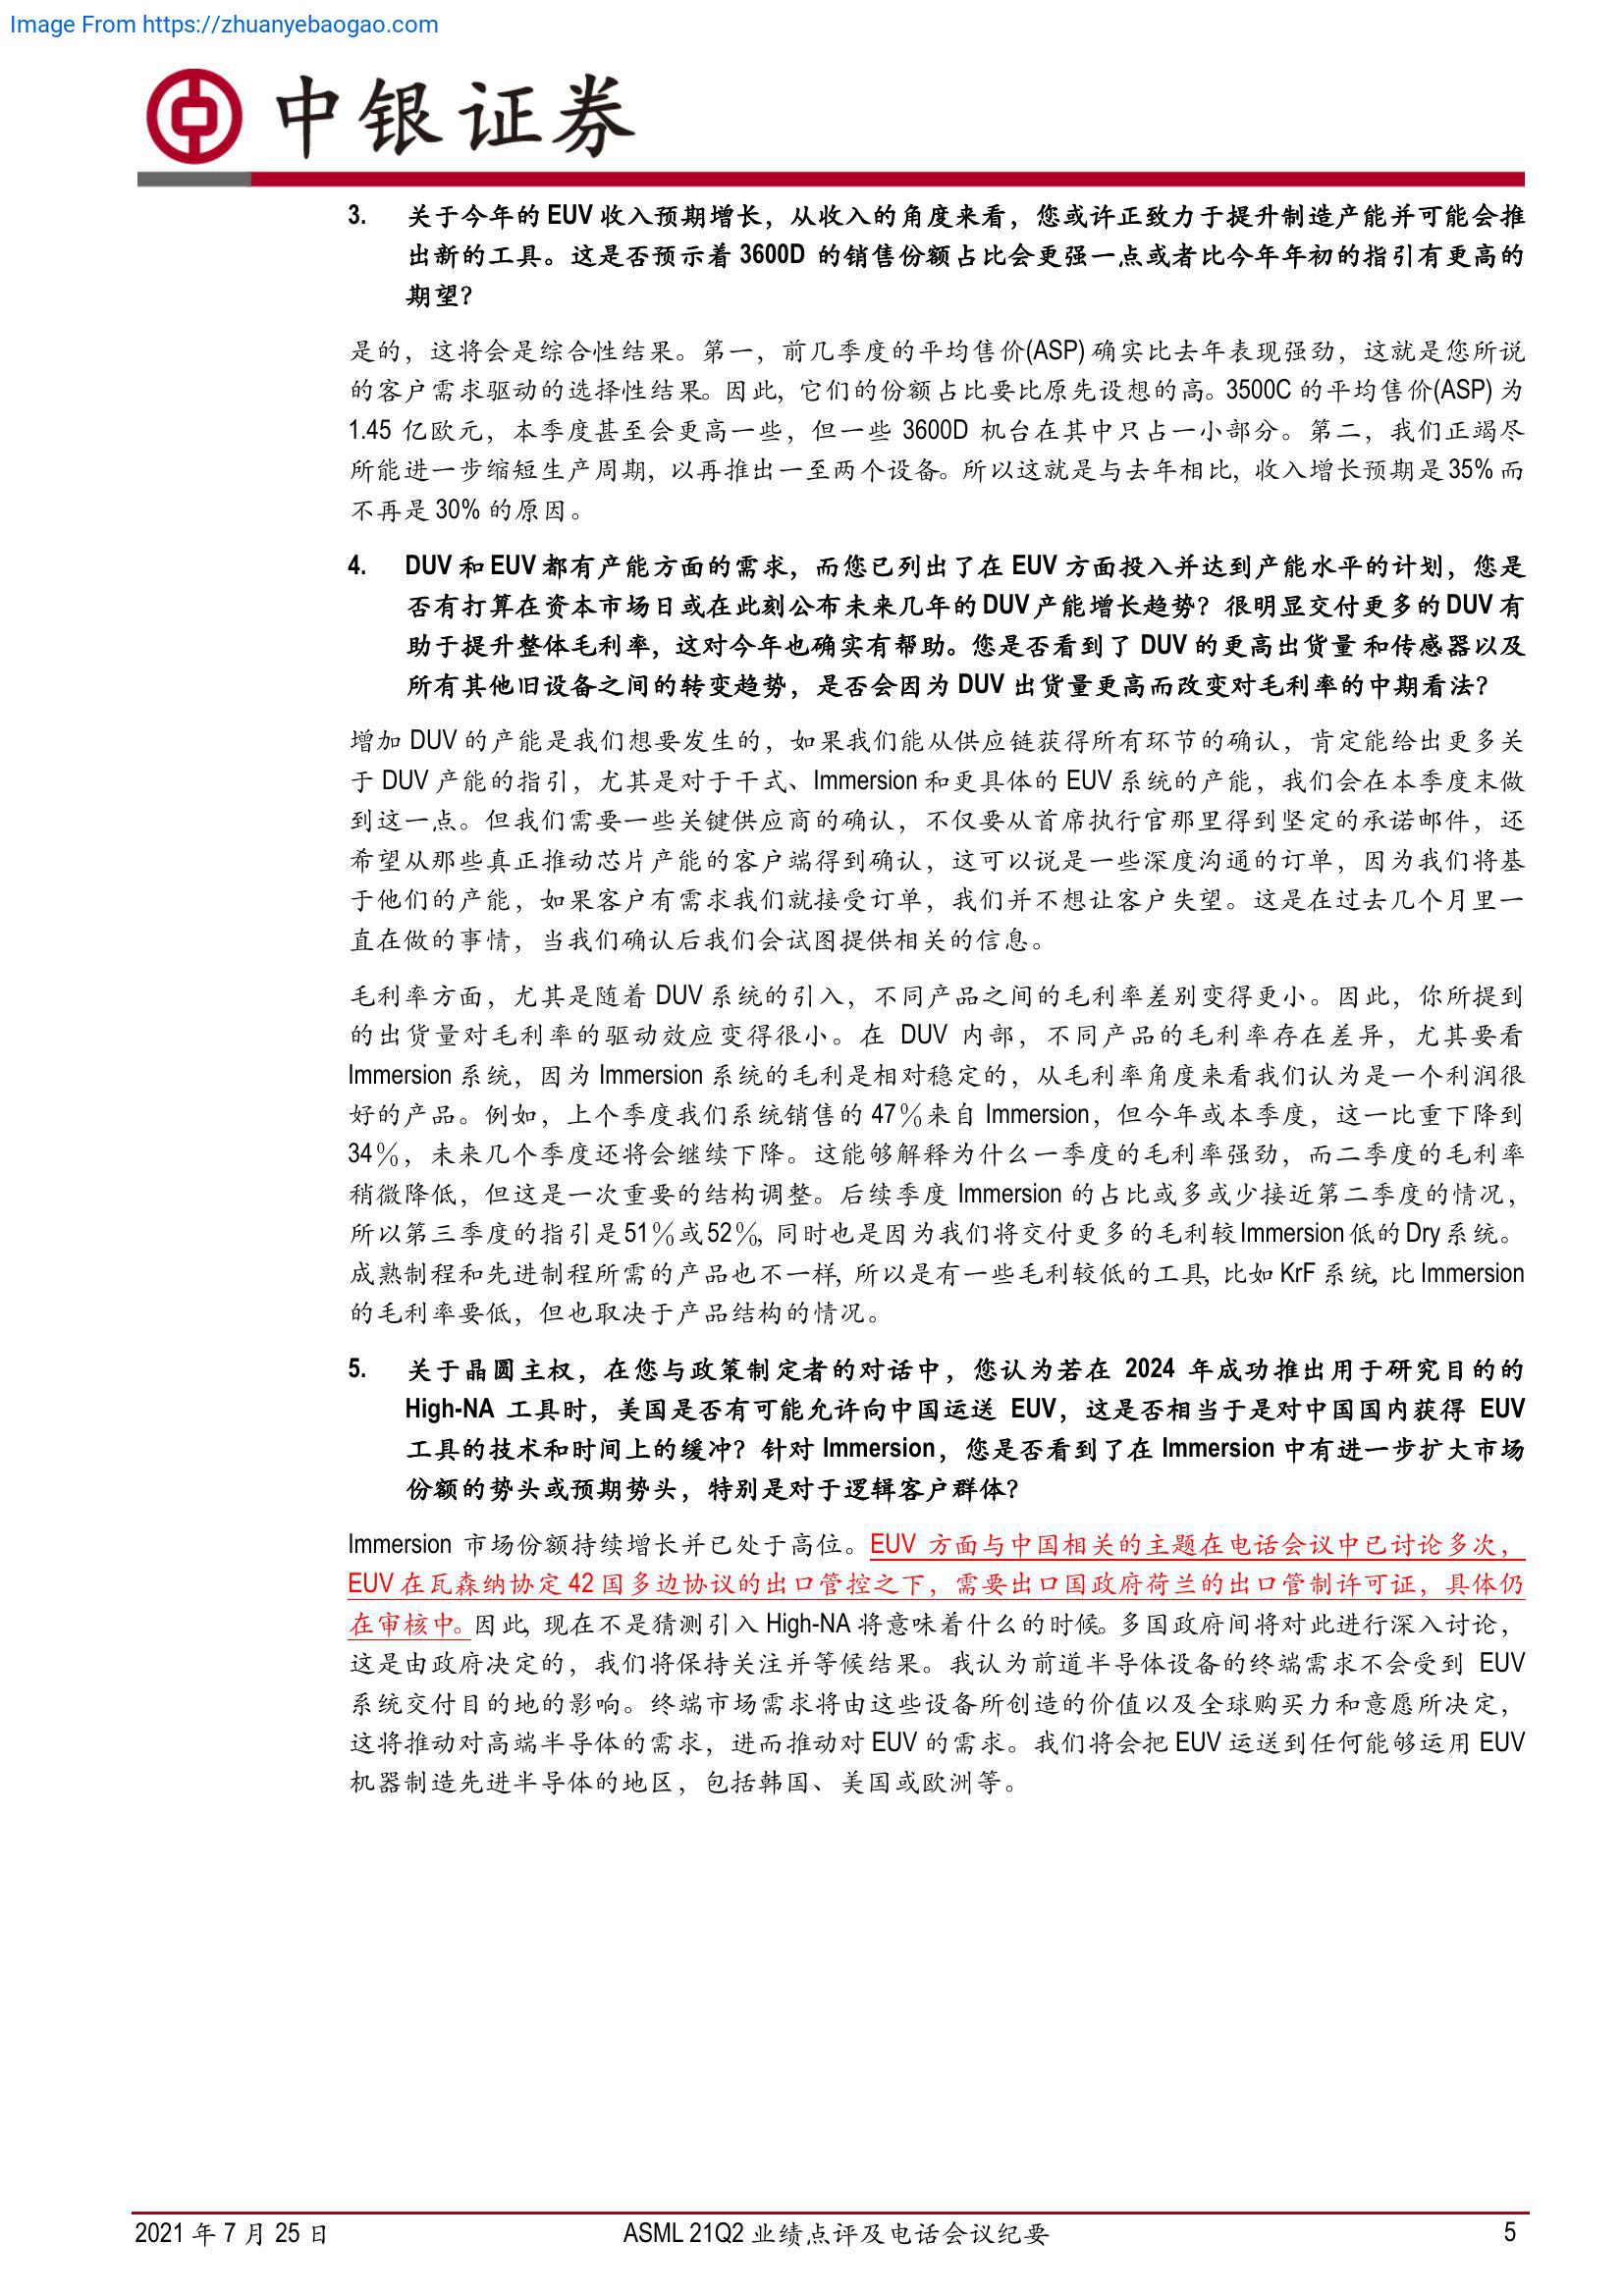 Image From https://zhuanyebaogao.com
中银证券
3. 关于今年的 EUV 收入预期增长，从收入的角度来看，您或许正致力于提升制造产能并可能会推
出新的工具。这是否预示着 3600D 的销售份额占比会更强一点或者比今年年初的指引有更高的
期望？
是的，这将会是综合性结果。第一，前几季度的平均售价(ASP) 确实比去年表现强劲，这就是您所说
的客户需求驱动的选择性结果。因此，它们的份额占比要比原先设想的高。3500C 的平均售价(ASP) 为
1.45 亿欧元，本季度甚至会更高一些，但一些 3600D 机台在其中只占一小部分。第二，我们正竭尽
所能进一步缩短生产周期，以再推出一至两个设备。所以这就是与去年相比，收入增长预期是 35% 而
不再是 30% 的原因。
4. DUV 和 EUV 都有产能方面的需求，而您已列出了在 EUV 方面投入并达到产能水平的计划，您是
否有打算在资本市场日或在此刻公布未来几年的 DUV 产能增长趋势？很明显交付更多的 DUV 有
助于提升整体毛利率，这对今年也确实有帮助。您是否看到了 DUV 的更高出货量和传感器以及
所有其他旧设备之间的转变趋势，是否会因为 DUV 出货量更高而改变对毛利率的中期看法？
增加 DUV 的产能是我们想要发生的，如果我们能从供应链获得所有环节的确认，肯定能给出更多关
于 DUV 产能的指引，尤其是对于干式、Immersion 和更具体的 EUV 系统的产能，我们会在本季度末做
到这一点。但我们需要一些关键供应商的确认，不仅要从首席执行官那里得到坚定的承诺邮件，还
希望从那些真正推动芯片产能的客户端得到确认，这可以说是一些深度沟通的订单，因为我们将基
于他们的产能，如果客户有需求我们就接受订单，我们并不想让客户失望。这是在过去几个月里一
直在做的事情，当我们确认后我们会试图提供相关的信息。
毛利率方面，尤其是随着 DUV 系统的引入，不同产品之间的毛利率差别变得更小。因此，你所提到
的出货量对毛利率的驱动效应变得很小。在 DUV 内部，不同产品的毛利率存在差异，尤其要看
Immersion 系统，因为 Immersion 系统的毛利是相对稳定的，从毛利率角度来看我们认为是一个利润很
好的产品。例如，上个季度我们系统销售的 47%来自 Immersion，但今年或本季度，这一比重下降到
34%，未来几个季度还将会继续下降。这能够解释为什么一季度的毛利率强劲，而二季度的毛利率
稍微降低，但这是一次重要的结构调整。后续季度 Immersion 的占比或多或少接近第二季度的情况，
所以第三季度的指引是 51%或 52%，同时也是因为我们将交付更多的毛利较 Immersion 低的 Dry 系统。
成熟制程和先进制程所需的产品也不一样，所以是有一些毛利较低的工具，比如 KrF 系统，比 Immersion
的毛利率要低，但也取决于产品结构的情况。
5. 关于晶圆主权，在您与政策制定者的对话中，您认为若在 2024 年成功推出用于研究目的的
High-NA 工具时，美国是否有可能允许向中国运送 EUV，这是否相当于是对中国国内获得 EUV
工具的技术和时间上的缓冲？针对 Immersion，您是否看到了在 Immersion 中有进一步扩大市场
份额的势头或预期势头，特别是对于逻辑客户群体？
Immersion 市场份额持续增长并已处于高位。EUV 方面与中国相关的主题在电话会议中已讨论多次，
EUV 在瓦森纳协定 42 国多边协议的出口管控之下，需要出口国政府荷兰的出口管制许可证，具体仍
在审核中。因此，现在不是猜测引入 High-NA 将意味着什么的时候。多国政府间将对此进行深入讨论，
这是由政府决定的，我们将保持关注并等候结果。我认为前道半导体设备的终端需求不会受到 EUV
系统交付目的地的影响。终端市场需求将由这些设备所创造的价值以及全球购买力和意愿所决定，
这将推动对高端半导体的需求，进而推动对 EUV 的需求。我们将会把 EUV 运送到任何能够运用 EUV
机器制造先进半导体的地区，包括韩国、美国或欧洲等。
2021 年 7 月 25 日 ASML 21Q2 业绩点评及电话会议纪要 5